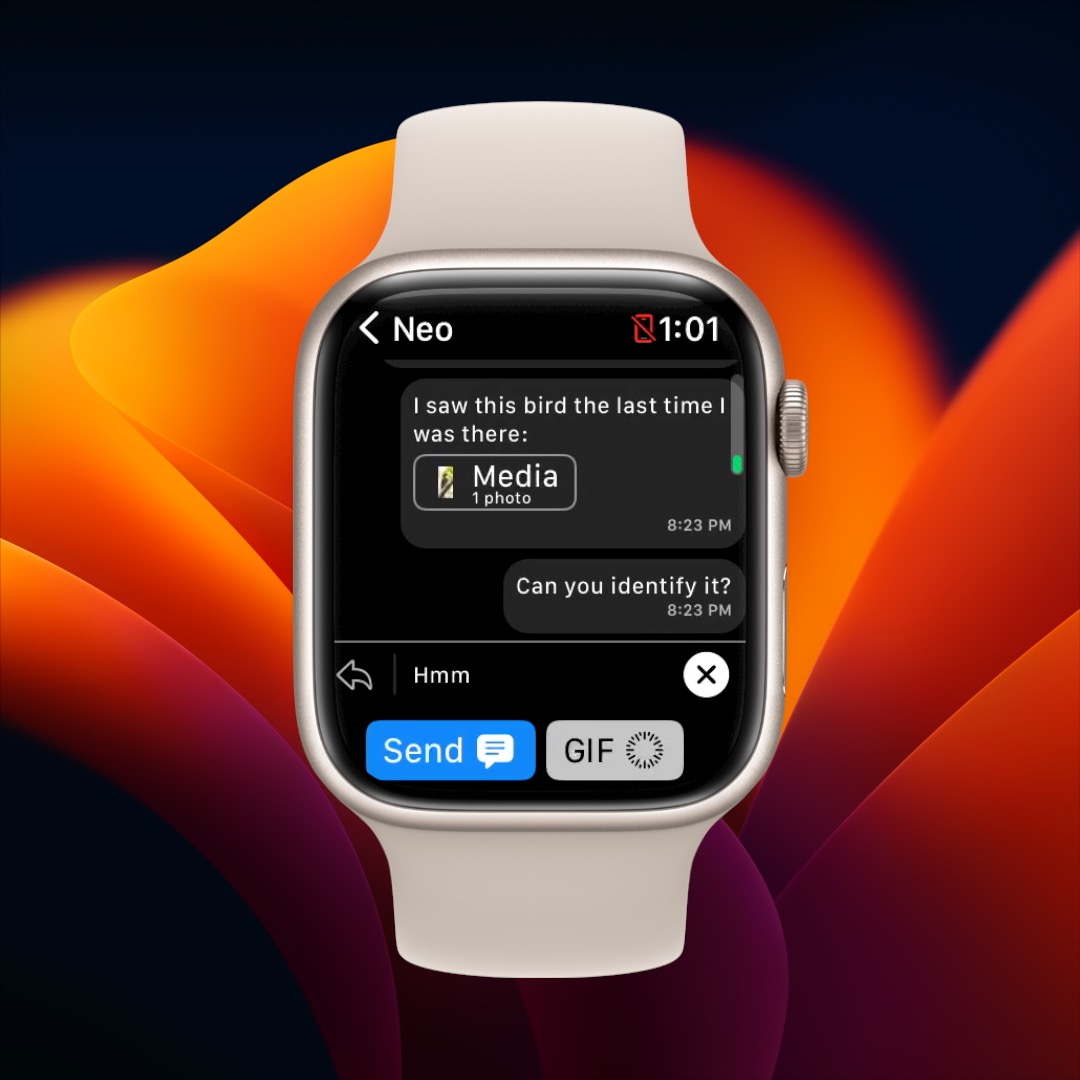 Neo
1:01
I saw this bird the last time I
was there:
Media
1 photo
8:23 PM
Can you identify it?
8:23 PM
Hmm
Send
GIF